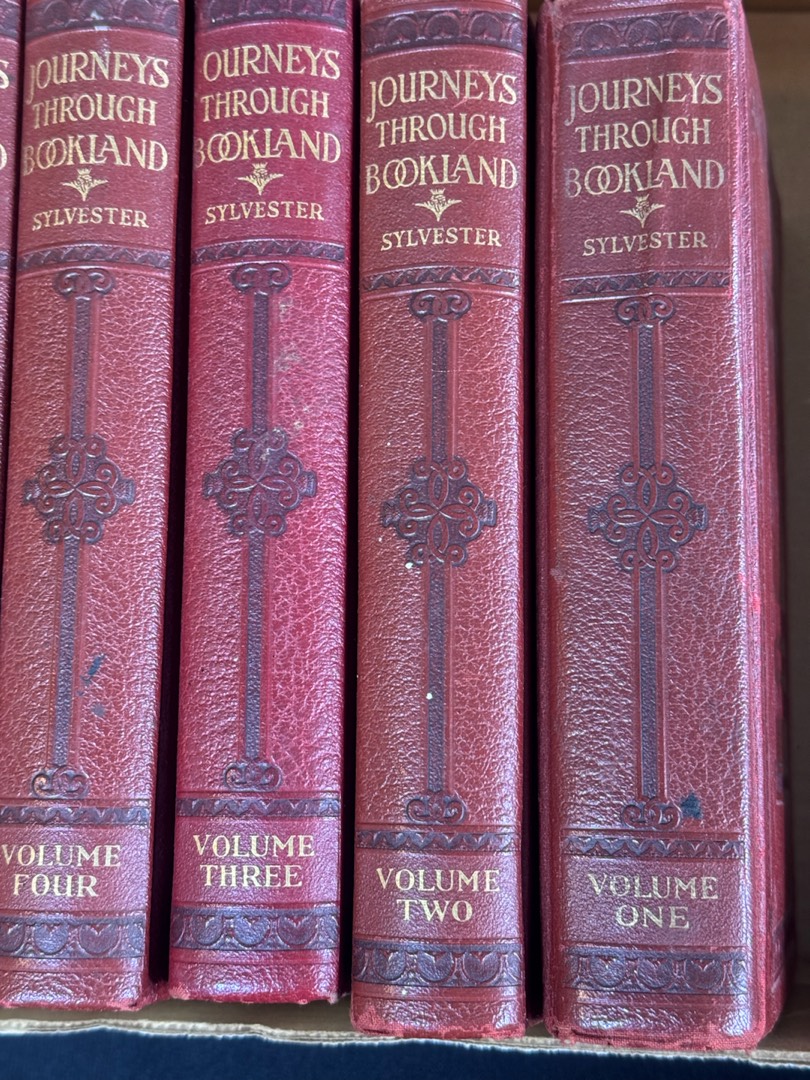 JOURNEYS
THROUGH
BOOKLAND
SYLVESTER
VOLUME
FOUR
OURNEYS
THROUGH
BOOKLAND
SYLVESTER
VOLUME
THREE
JOURNEYS
THROUGH
BOOKLAND
SYLVESTER
VOLUME
TWO
JOURNEYS
THROUGH
BOOKLAND
SYLVESTER
VOLUME
ONE